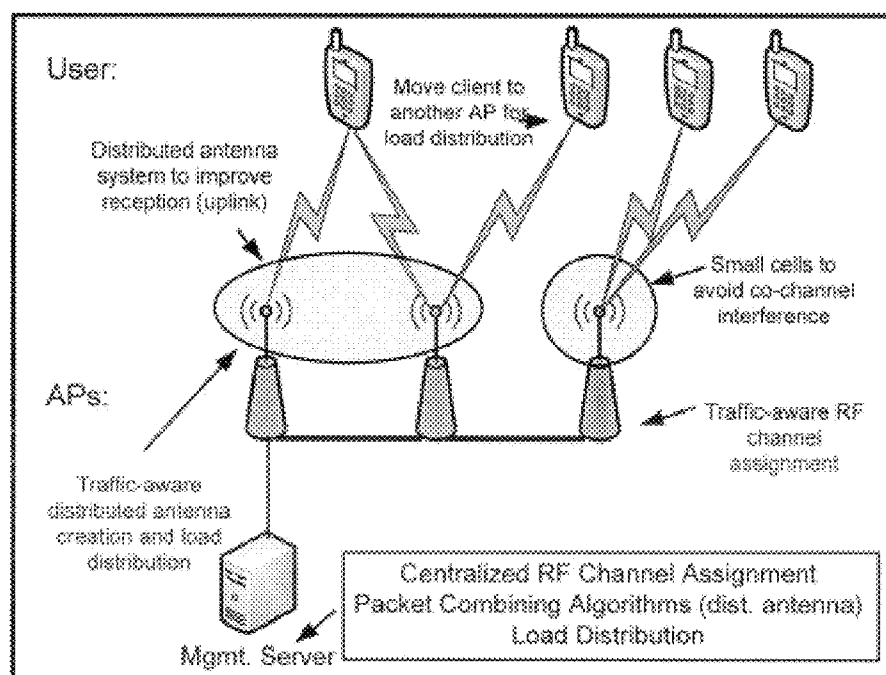 User:
Move client to
another AP for
load distribution
Distributed antenna
system to improve
reception (uplink)
Small cells to
avoid co-channel
interference
APs:
Traffic-aware RF
channel
assignment
Traffic-aware
distributed antenna
creation and load
distribution
Centralized RF Channel Assignment
Packet Combining Algorithms (dist. antenna)
Load Distribution
Mgmt. Server